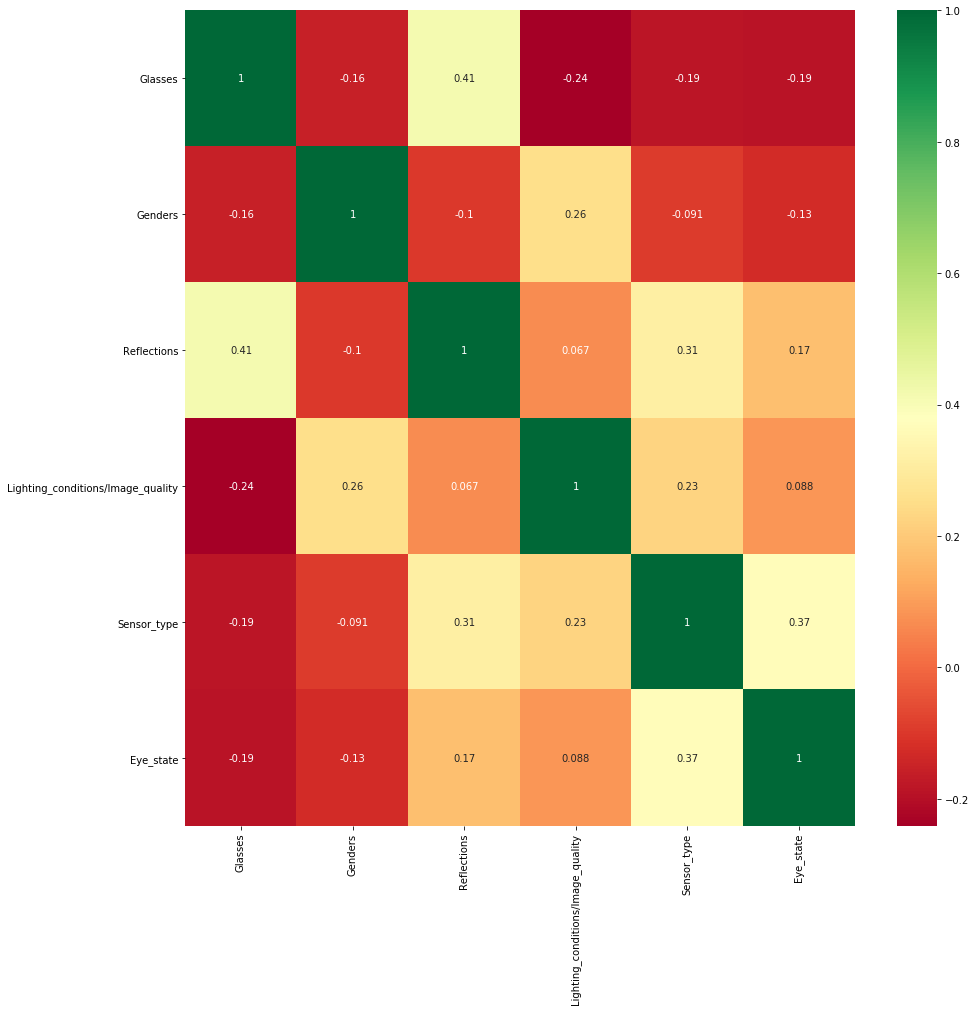 Glasses 1 -0.16 0.41 -0.24 -0.19 -0.19
Genders -0.16 1 -0.1 0.26 -0.091 -0.13
Reflections 0.41 -0.1 1 0.067 0.31 0.17
Lighting_conditions/Image_quality -0.24 0.26 0.067 1 0.23 0.088
Sensor_type -0.19 -0.091 0.31 0.23 1 0.37
Eye_state -0.19 -0.13 0.17 0.088 0.37 1
Glasses
Genders
Reflections
Lighting_conditions/Image_quality
Sensor_type
Eye_state
1.0
0.8
0.6
0.4
0.2
0.0
−0.2